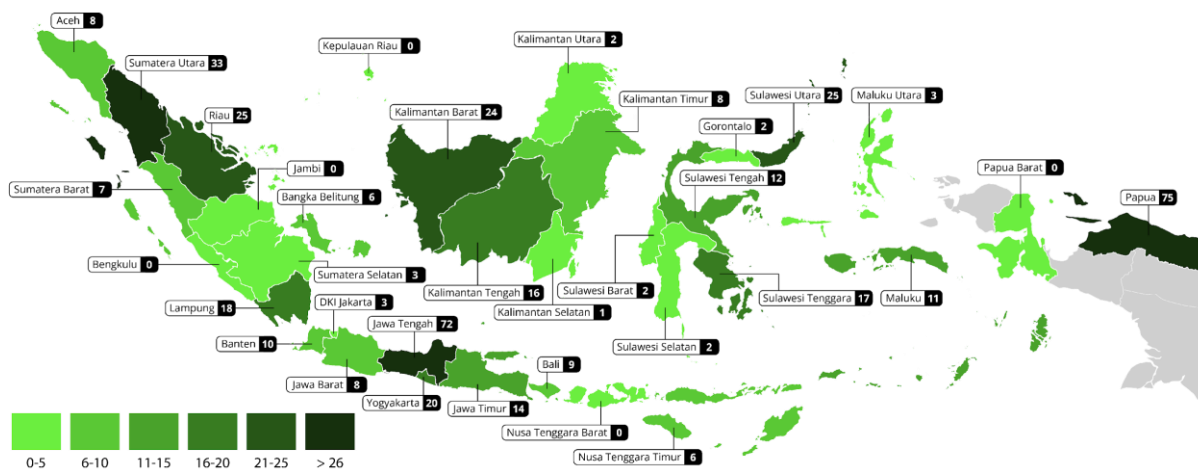 Aceh 8
Kepulauan Riau 0
Kalimantan Utara 2
Sumatera Utara 33
Kalimantan Timur 8
Sulawesi Utara 25
Maluku Utara 3
Riau 25
Kalimantan Barat 24
Gorontalo 2
Jambi 0
Papua Barat 0
Sumatera Barat 7
Bangka Belitung 6
Sulawesi Tengah 12
Papua 75
Bengkulu 0
Sumatera Selatan 3
Kalimantan Tengah 16
Sulawesi Barat 2
Sulawesi Tenggara 17
Maluku 11
Lampung 18
DKI Jakarta 3
Kalimantan Selatan 1
Jawa Tengah 72
Banten 10
Sulawesi Selatan 2
Bali 9
Jawa Barat 8
Yogyakarta 20
Jawa Timur 14
Nusa Tenggara Barat 0
Nusa Tenggara Timur 6
0-5 6-10 11-15 16-20 21-25 > 26